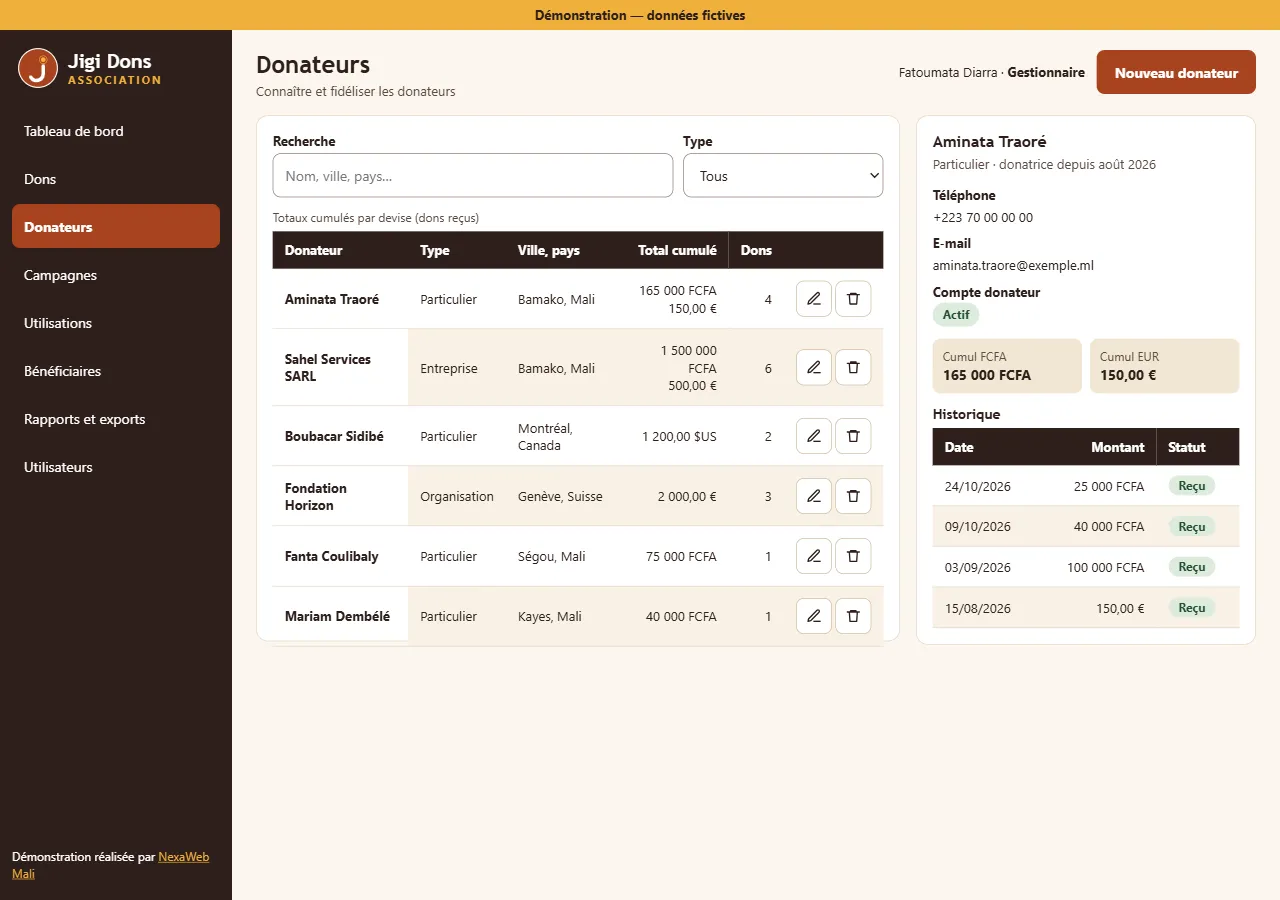 Démonstration — données fictives
Jigi Dons
ASSOCIATION
Tableau de bord
Dons
Donateurs
Campagnes
Utilisations
Bénéficiaires
Rapports et exports
Utilisateurs
Démonstration réalisée par NexaWeb
Mali
Donateurs
Connaître et fidéliser les donateurs
Fatoumata Diarra · Gestionnaire
Nouveau donateur
Recherche
Type
Nom, ville, pays...
Tous
Totaux cumulés par devise (dons reçus)
Donateur Type Ville, pays Total cumulé Dons
Aminata Traoré Particulier Bamako, Mali 165 000 FCFA 4
150,00 €
Sahel Services Entreprise Bamako, Mali 1 500 000 6
SARL FCFA
500,00 €
Boubacar Sidibé Particulier Montréal, 1 200,00 $US 2
Canada
Fondation Organisation Genève, Suisse 2 000,00 € 3
Horizon
Fanta Coulibaly Particulier Ségou, Mali 75 000 FCFA 1
Mariam Dembélé Particulier Kayes, Mali 40 000 FCFA 1
Aminata Traoré
Particulier · donatrice depuis août 2026
Téléphone
+223 70 00 00 00
E-mail
aminata.traore@exemple.ml
Compte donateur
Actif
Cumul FCFA
165 000 FCFA
Cumul EUR
150,00 €
Historique
Date Montant Statut
24/10/2026 25 000 FCFA Reçu
09/10/2026 40 000 FCFA Reçu
03/09/2026 100 000 FCFA Reçu
15/08/2026 150,00 € Reçu